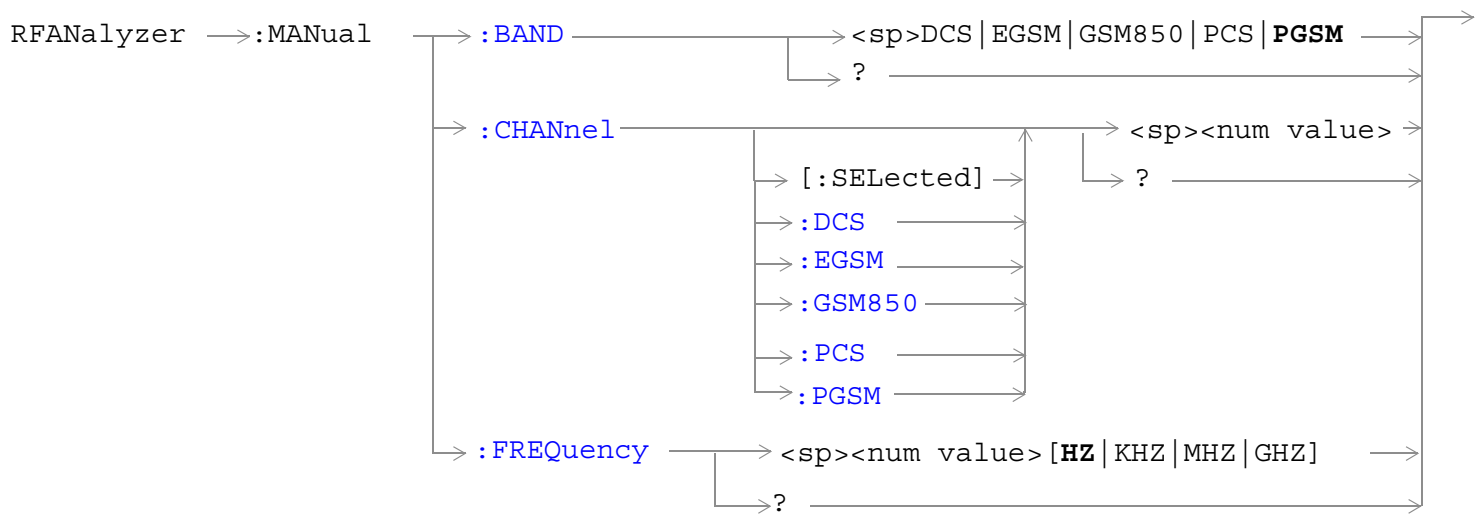 RFANalyzer :MANual :BAND <sp>DCS|EGSM|GSM850|PCS|PGSM
?
:CHANnel <sp><num value>
[:SELected] ?
:DCS
:EGSM
:GSM850
:PCS
:PGSM
:FREQuency <sp><num value>[HZ|KHZ|MHZ|GHZ]
?